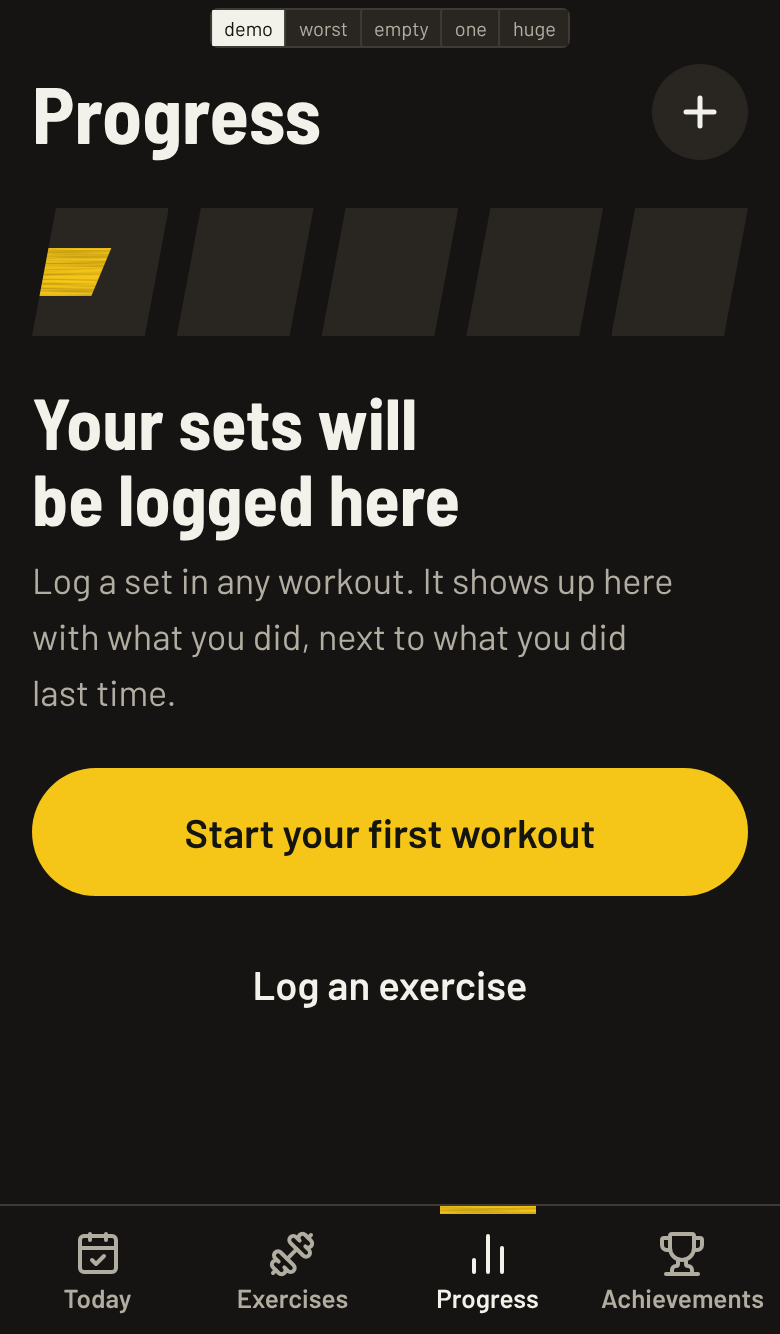 demo worst empty one huge
Progress
Your sets will
be logged here
Log a set in any workout. It shows up here
with what you did, next to what you did
last time.
Start your first workout
Log an exercise
Today Exercises Progress Achievements